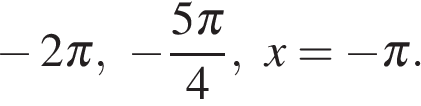 − 2π, − 5π/4, x = − π.